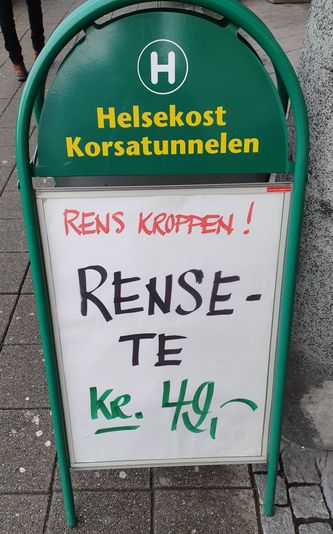 H
Helsekost
Korsatunnelen
RENS KROPPEN!
RENSE-
TE
Kr. 49,-